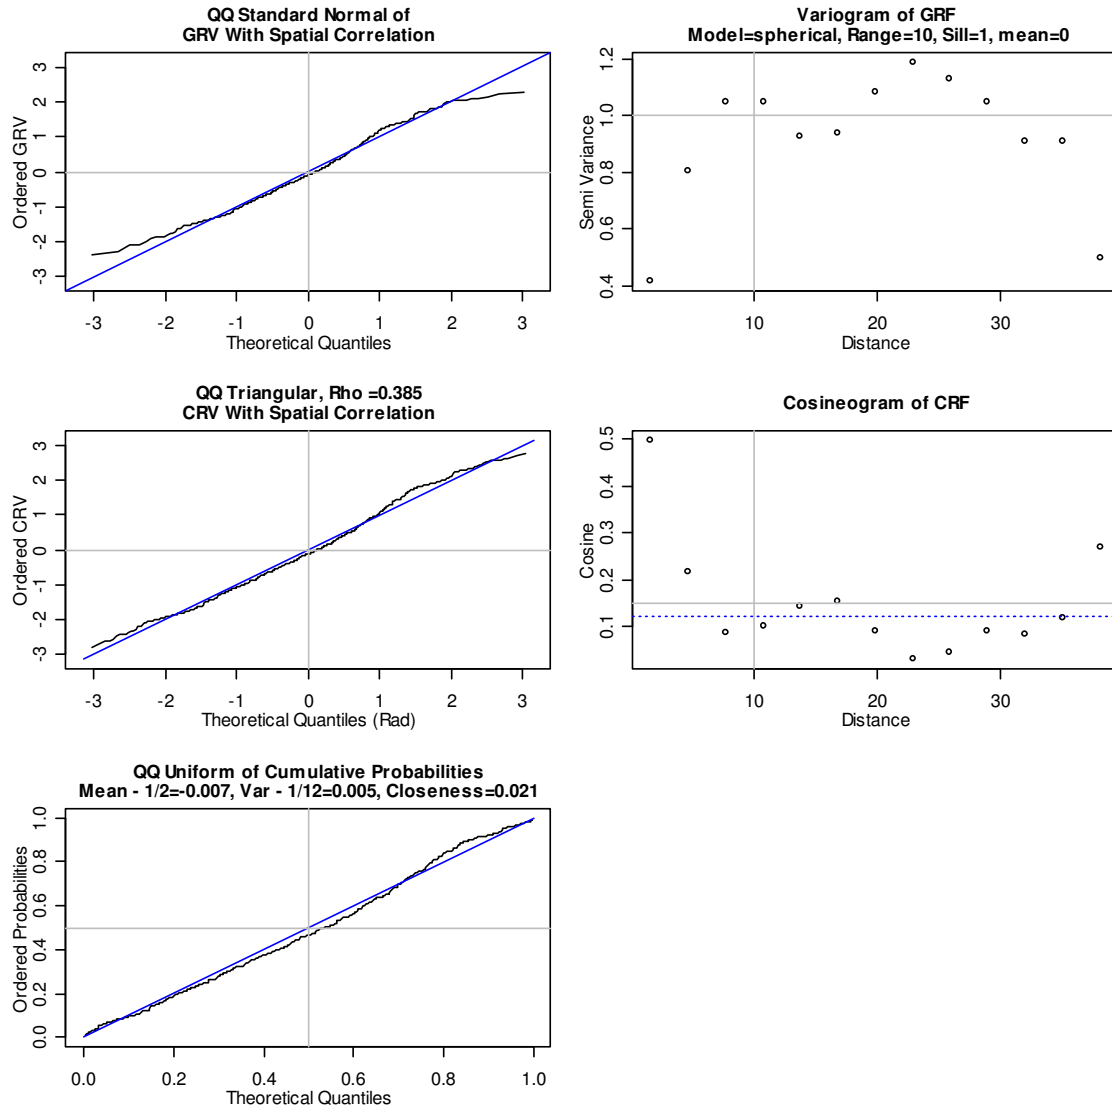 QQ Standard Normal of
GRV With Spatial Correlation
Ordered GRV
3
2
1
0
-1
-2
-3
-3 -2 -1 0 1 2 3
Theoretical Quantiles
Variogram of GRF
Model=spherical, Range=10, Sill=1, mean=0
Semi Variance
1.2
1.0
0.8
0.6
0.4
10 20 30
Distance
QQ Triangular, Rho =0.385
CRV With Spatial Correlation
Ordered CRV
3
2
1
0
-1
-2
-3
-3 -2 -1 0 1 2 3
Theoretical Quantiles (Rad)
Cosineogram of CRF
Cosine
0.5
0.3
0.2
0.1
10 20 30
Distance
QQ Uniform of Cumulative Probabilities
Mean - 1/2=-0.007, Var - 1/12=0.005, Closeness=0.021
Ordered Probabilities
1.0
0.8
0.6
0.4
0.2
0.0
0.0 0.2 0.4 0.6 0.8 1.0
Theoretical Quantiles